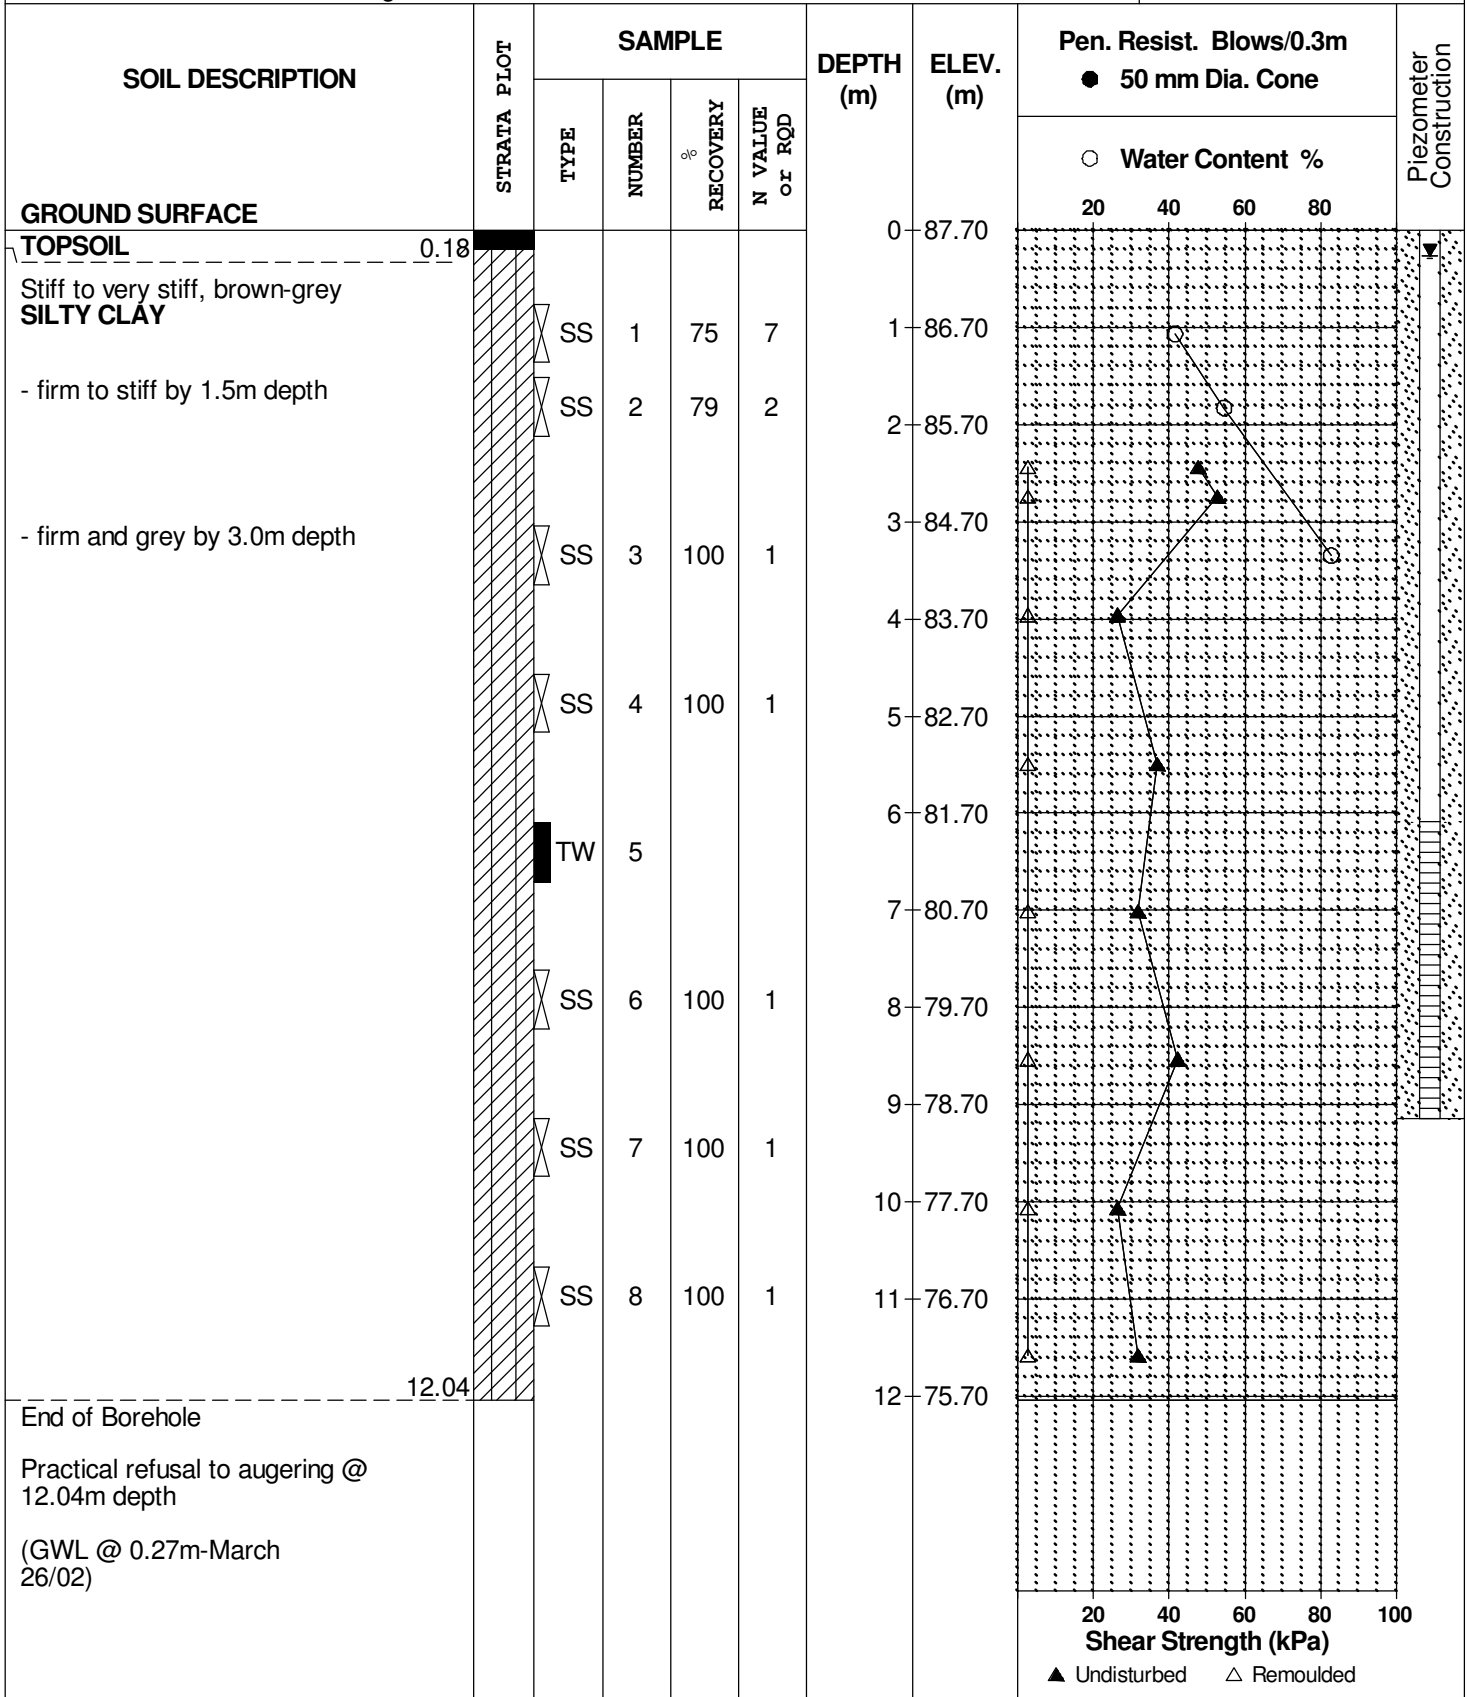 SOIL DESCRIPTION
GROUND SURFACE
STRATA PLOT
SAMPLE
TYPE
NUMBER
%
RECOVERY
N VALUE
or RQD
DEPTH
(m)
ELEV.
(m)
Pen. Resist. Blows/0.3m
● 50 mm Dia. Cone
○ Water Content %
20 40 60 80
Piezometer
Construction
TOPSOIL 0.18
Stiff to very stiff, brown-grey
SILTY CLAY
- firm to stiff by 1.5m depth
- firm and grey by 3.0m depth
12.04
End of Borehole
Practical refusal to augering @
12.04m depth
(GWL @ 0.27m-March
26/02)
SS 1 75 7
SS 2 79 2
SS 3 100 1
SS 4 100 1
TW 5
SS 6 100 1
SS 7 100 1
SS 8 100 1
0 87.70
1 86.70
2 85.70
3 84.70
4 83.70
5 82.70
6 81.70
7 80.70
8 79.70
9 78.70
10 77.70
11 76.70
12 75.70
20 40 60 80 100
Shear Strength (kPa)
▲ Undisturbed △ Remoulded